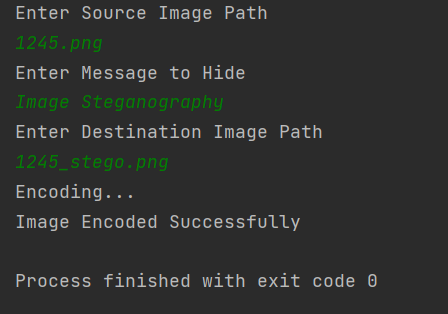 Enter Source Image Path
1245.png
Enter Message to Hide
Image Steganography
Enter Destination Image Path
1245_stego.png
Encoding...
Image Encoded Successfully
Process finished with exit code 0